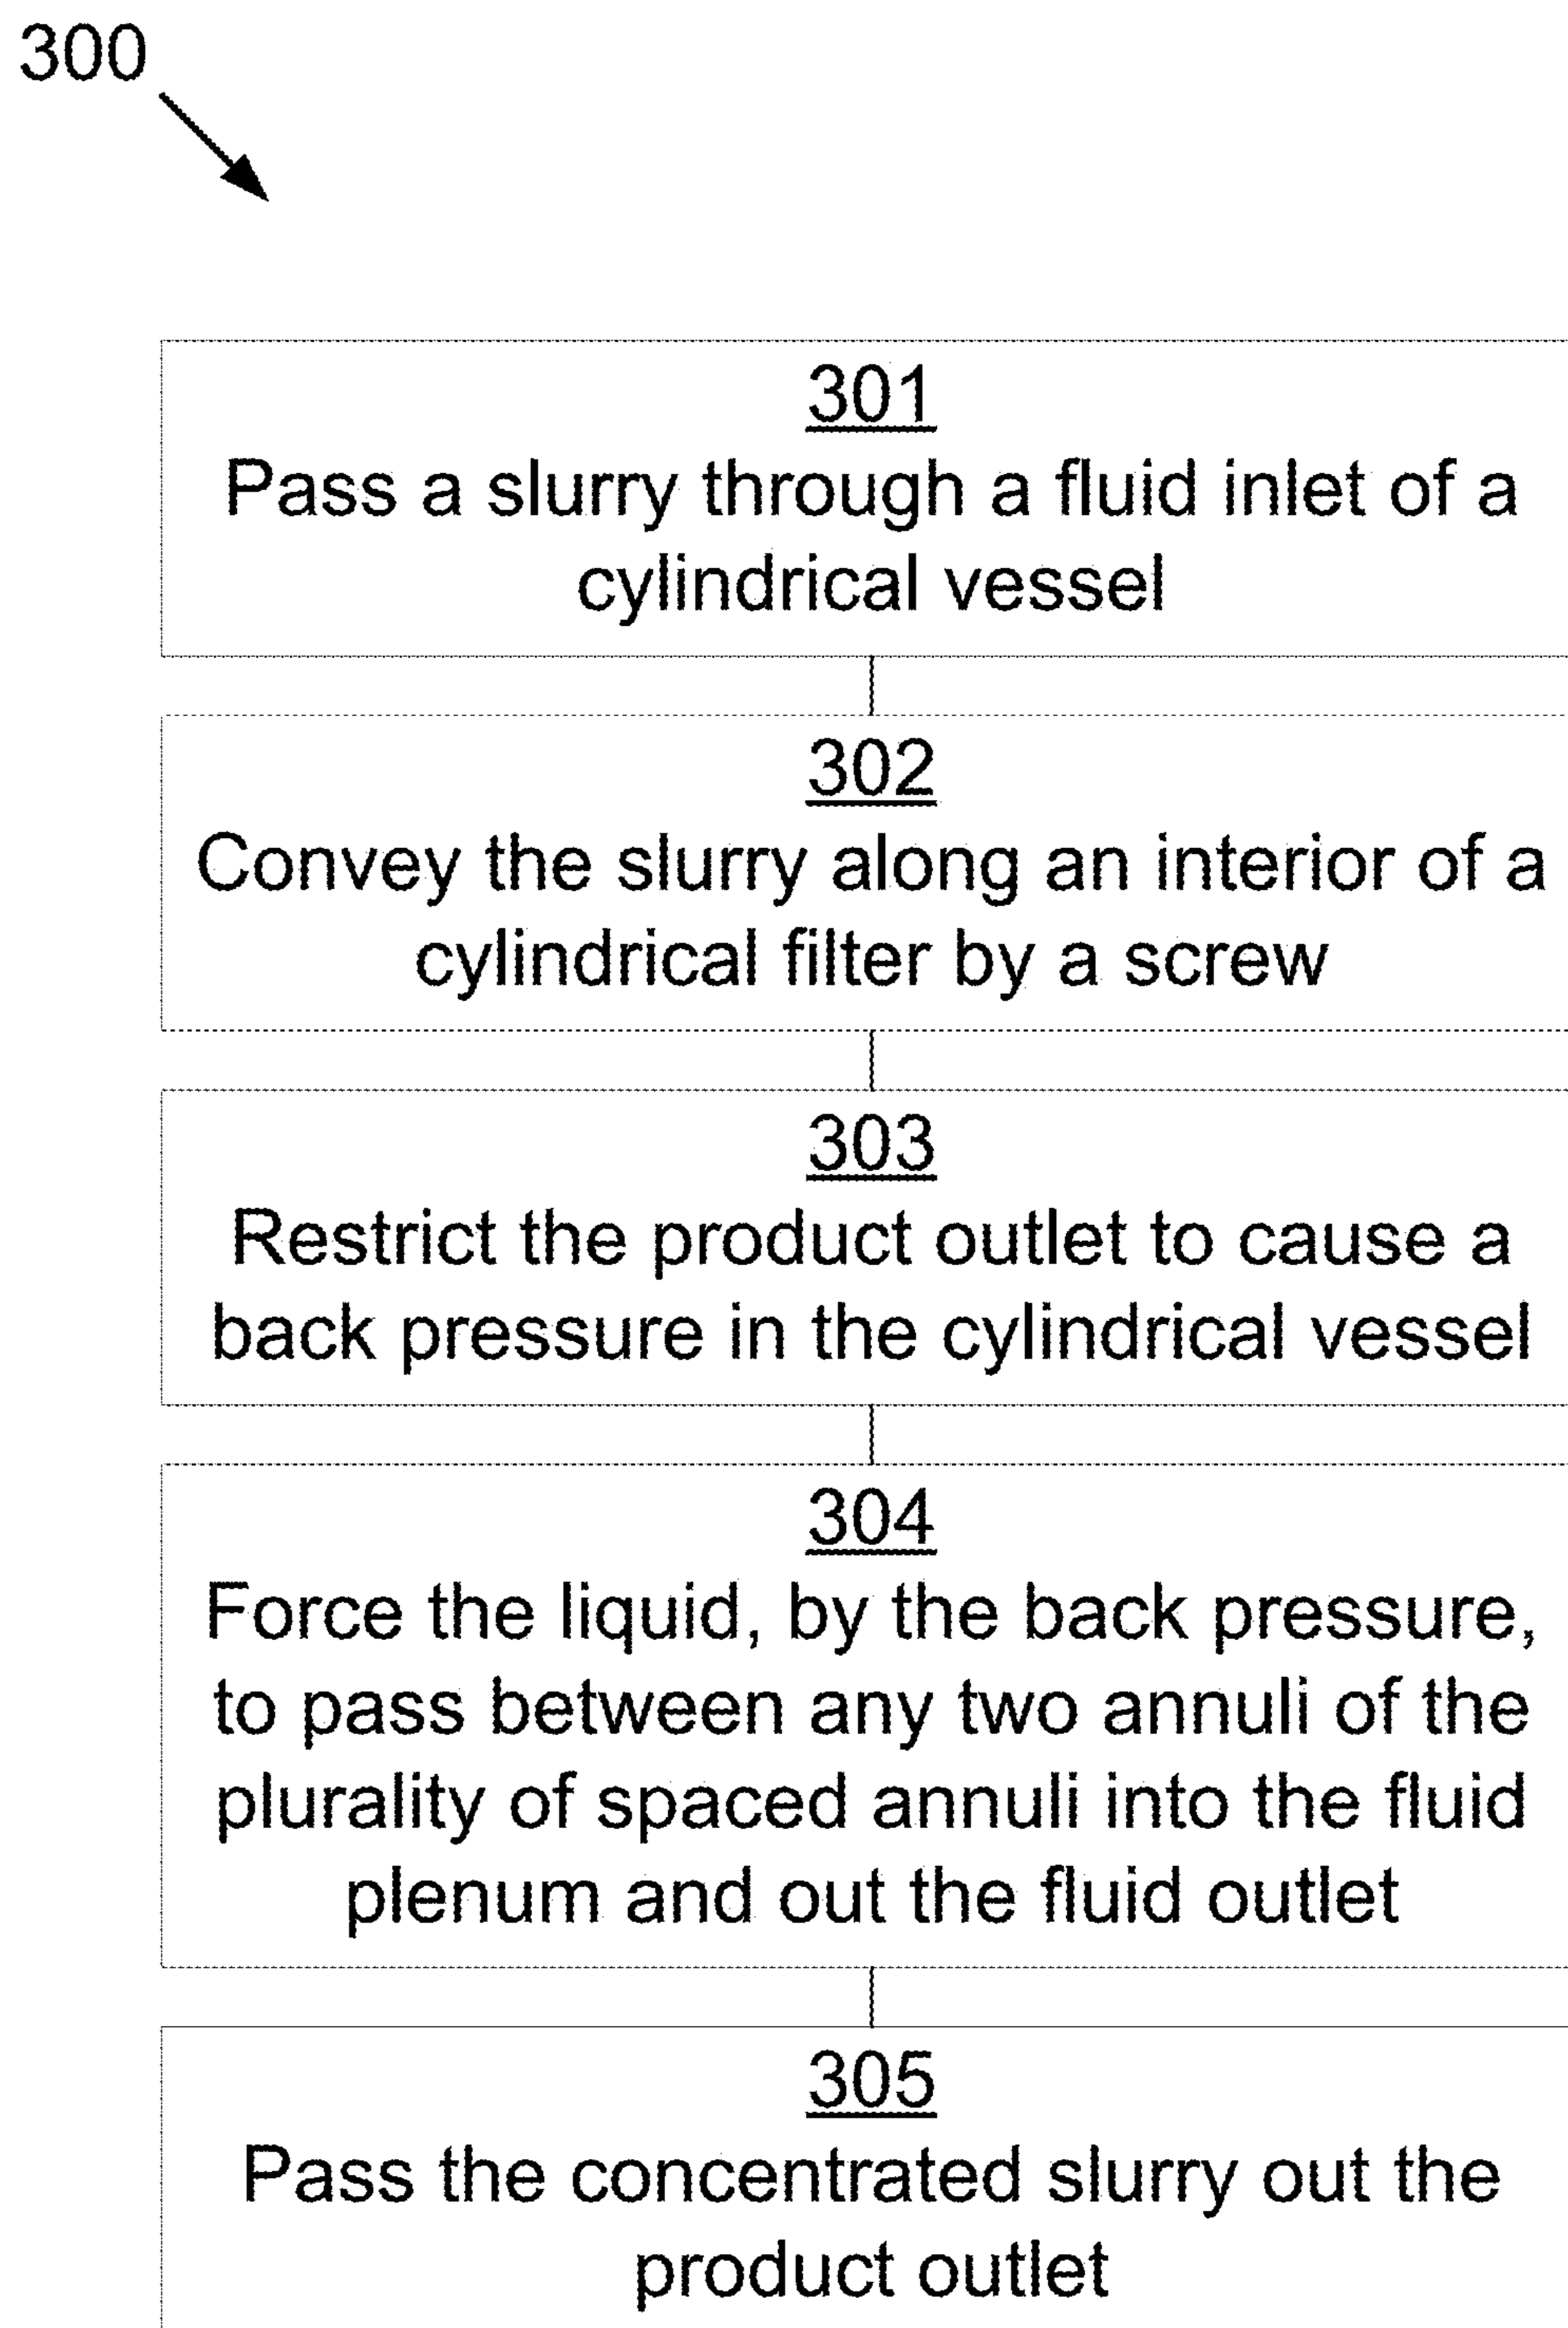 300
301
Pass a slurry through a fluid inlet of a
cylindrical vessel
302
Convey the slurry along an interior of a
cylindrical filter by a screw
303
Restrict the product outlet to cause a
back pressure in the cylindrical vessel
304
Force the liquid, by the back pressure,
to pass between any two annuli of the
plurality of spaced annuli into the fluid
plenum and out the fluid outlet
305
Pass the concentrated slurry out the
product outlet